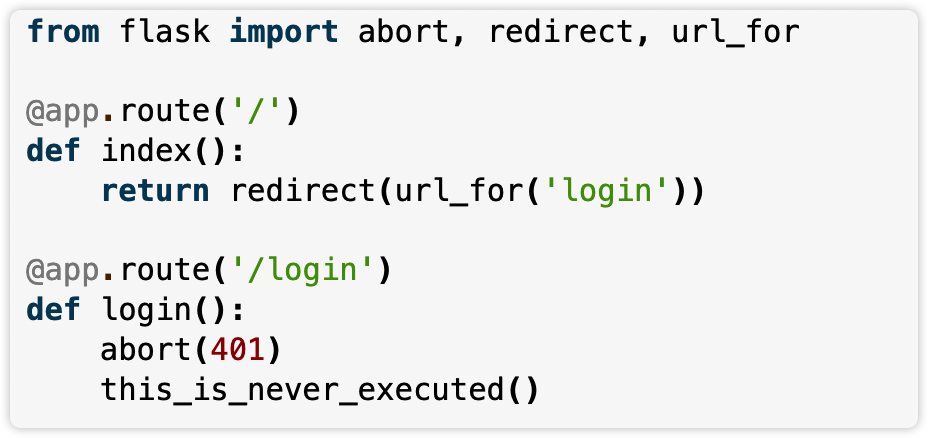 from flask import abort, redirect, url_for

@app.route('/')
def index():
    return redirect(url_for('login'))

@app.route('/login')
def login():
    abort(401)
    this_is_never_executed()